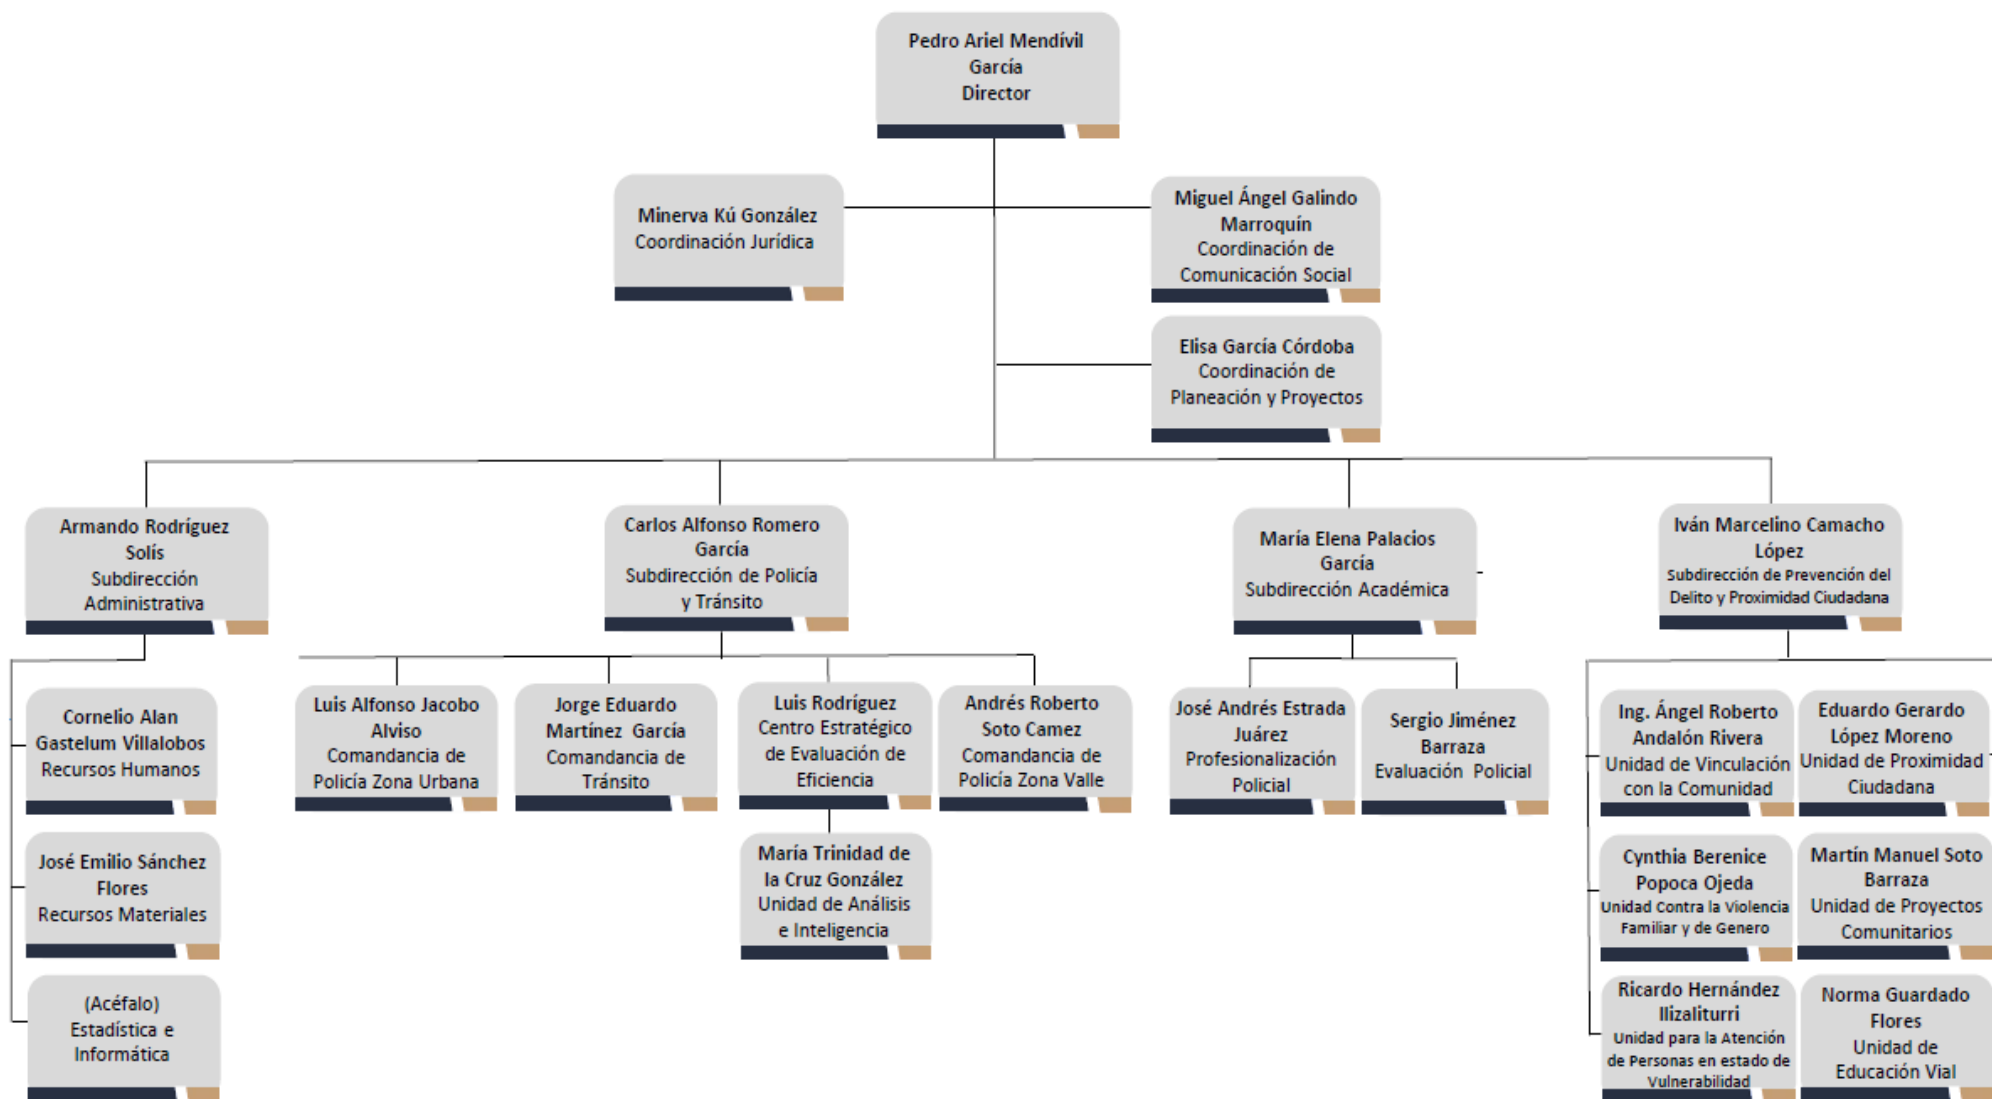 Pedro Ariel Mendívil
García
Director
Minerva Kú González
Coordinación Jurídica
Miguel Ángel Galindo
Marroquín
Coordinación de
Comunicación Social
Elisa García Córdoba
Coordinación de
Planeación y Proyectos
Armando Rodríguez
Solís
Subdirección
Administrativa
Carlos Alfonso Romero
García
Subdirección de Policía
y Tránsito
María Elena Palacios
García
Subdirección Académica
Iván Marcelino Camacho
López
Subdirección de Prevención del
Delito y Proximidad Ciudadana
Cornelio Alan
Gastelum Villalobos
Recursos Humanos
José Emilio Sánchez
Flores
Recursos Materiales
(Acéfalo)
Estadística e
Informática
Luis Alfonso Jacobo
Alviso
Comandancia de
Policía Zona Urbana
Jorge Eduardo
Martínez García
Comandancia de
Tránsito
Luis Rodríguez
Centro Estratégico
de Evaluación de
Eficiencia
Andrés Roberto
Soto Camez
Comandancia de
Policía Zona Valle
María Trinidad de
la Cruz González
Unidad de Análisis
e Inteligencia
José Andrés Estrada
Juárez
Profesionalización
Policial
Sergio Jiménez
Barraza
Evaluación Policial
Ing. Ángel Roberto
Andalón Rivera
Unidad de Vinculación
con la Comunidad
Eduardo Gerardo
López Moreno
Unidad de Proximidad
Ciudadana
Cynthia Berenice
Popoca Ojeda
Unidad Contra la Violencia
Familiar y de Genero
Martín Manuel Soto
Barraza
Unidad de Proyectos
Comunitarios
Ricardo Hernández
Ilizaliturri
Unidad para la Atención
de Personas en estado de
Vulnerabilidad
Norma Guardado
Flores
Unidad de
Educación Vial